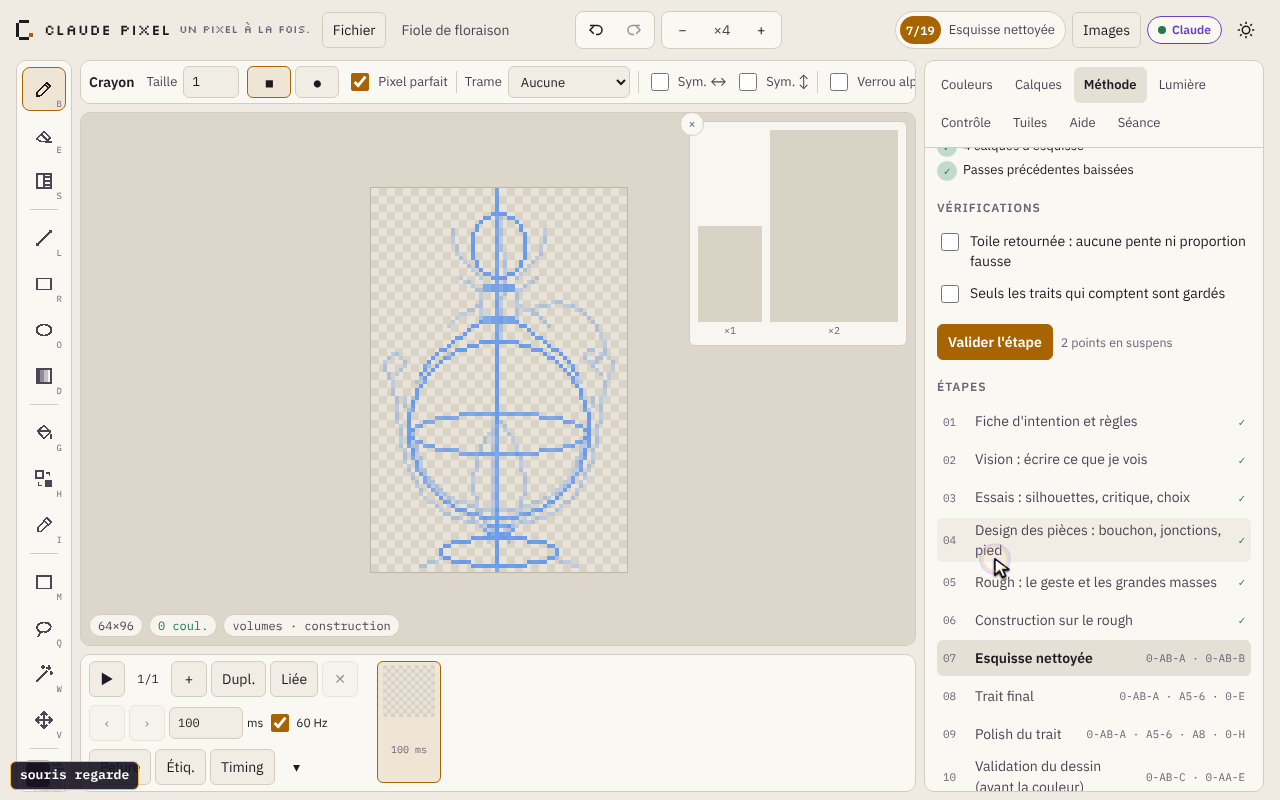 CLAUDE PIXEL UN PIXEL À LA FOIS. Fichier Fiole de floraison − ×4 + 7/19 Esquisse nettoyée Images Claude
Crayon Taille 1 Pixel parfait Trame Aucune Sym. Sym. Verrou alp
B
E
S
L
R
O
D
G
H
I
M
Q
W
V
×
×1 ×2
64×96 0 coul. volumes · construction
1/1 + Dupl. Liée ×
‹ › 100 ms 60 Hz
Étiq. Timing ▼
100 ms
souris regarde
Couleurs Calques Méthode Lumière
Contrôle Tuiles Aide Séance
4 calques d'esquisse
Passes précédentes baissées
VÉRIFICATIONS
Toile retournée : aucune pente ni proportion
fausse
Seuls les traits qui comptent sont gardés
Valider l'étape 2 points en suspens
ÉTAPES
01 Fiche d'intention et règles ✓
02 Vision : écrire ce que je vois ✓
03 Essais : silhouettes, critique, choix ✓
04 Design des pièces : bouchon, jonctions,
pied ✓
05 Rough : le geste et les grandes masses ✓
06 Construction sur le rough ✓
07 Esquisse nettoyée 0-AB-A · 0-AB-B
08 Trait final 0-AB-A · A5-6 · 0-E
09 Polish du trait 0-AB-A · A5-6 · A8 · 0-H
10 Validation du dessin
(avant la couleur) 0-AB-C · 0-AA-E